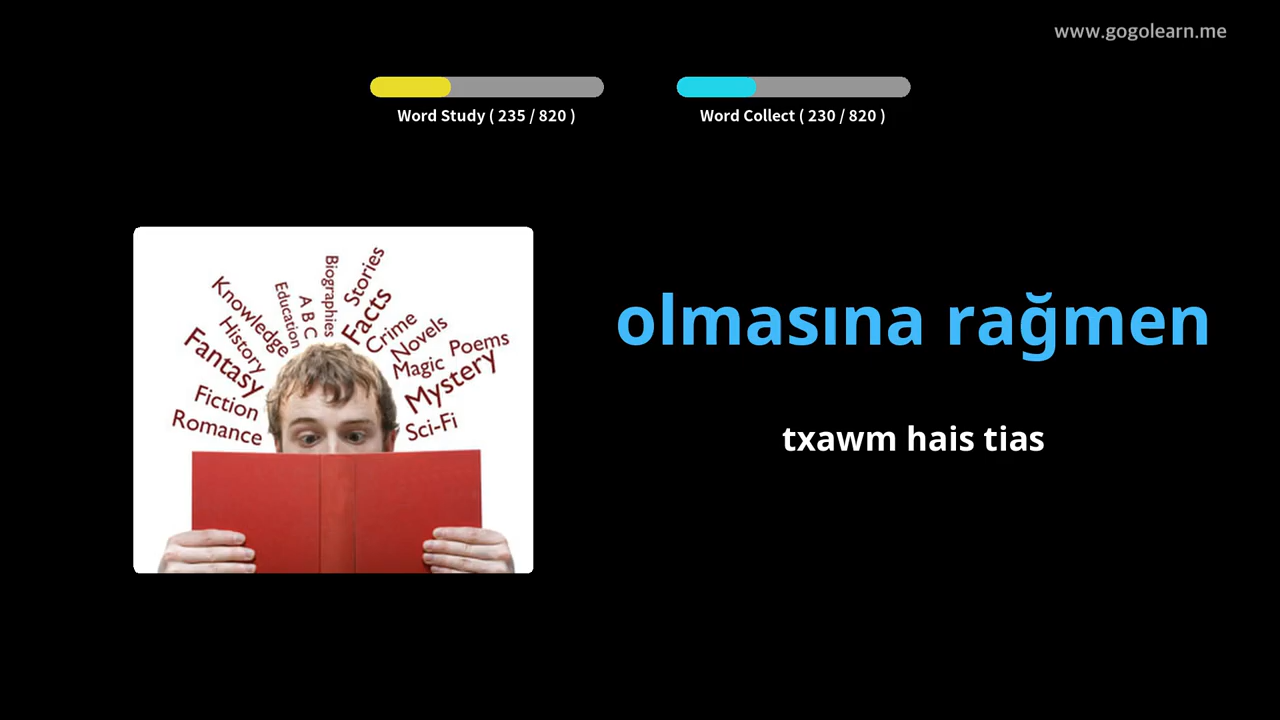 www.gogolearn.me
Word Study ( 235 / 820 )
Word Collect ( 230 / 820 )
Knowledge
Education
A B C
Biographies
Stories
Facts
History
Crime
Novels
Poems
Fantasy
Magic
Mystery
Fiction
Romance
Sci-Fi
olmasına rağmen
txawm hais tias